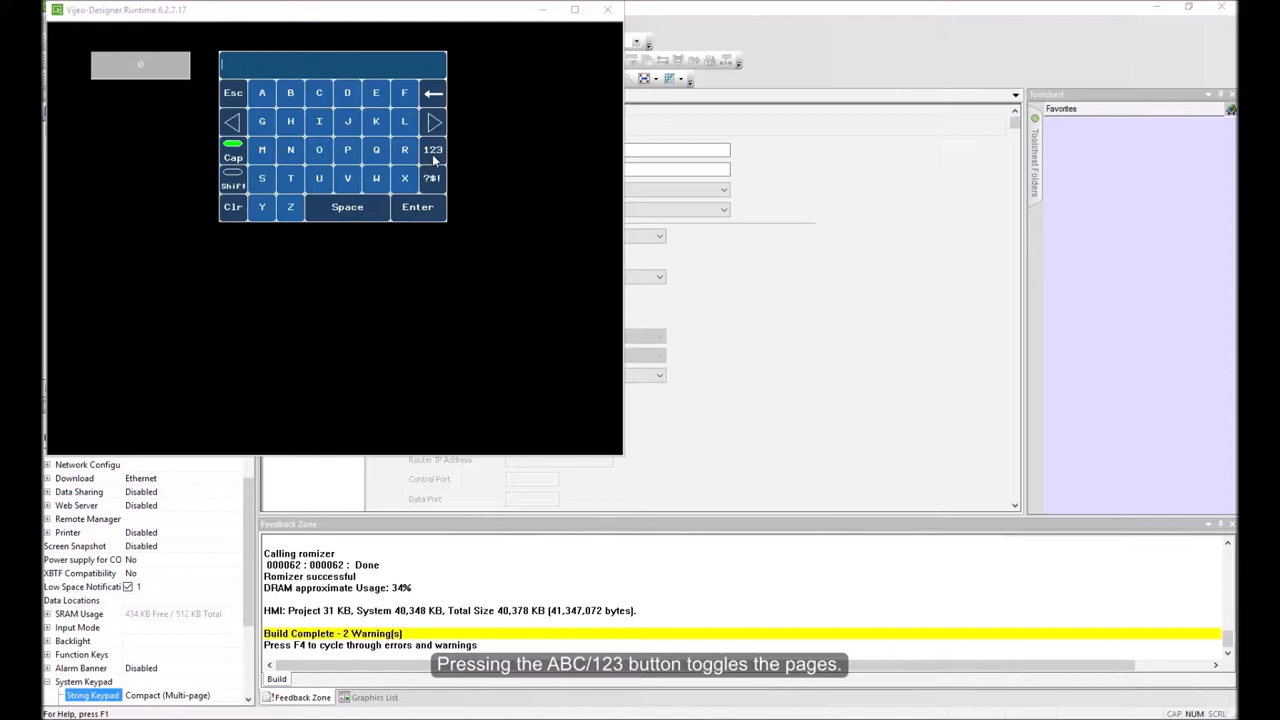 Vijeo-Designer Runtime 6.2.7.17
0
Esc A B C D E F
G H I J K L
Cap M N O P Q R 123
Shift S T U V W X ?$!
Clr Y Z Space Enter
Toolchest
Favorites
Toolchest Folders
Router IP Address
Control Port
Data Port
Network Configu
Download Ethernet
Data Sharing Disabled
Web Server Disabled
Remote Manager
Printer Disabled
Screen Snapshot Disabled
Power supply for CO No
XBTF Compatibility No
Low Space Notificati 1
Data Locations
SRAM Usage 434 KB Free / 512 KB Total
Input Mode
Backlight
Function Keys
Alarm Banner Disabled
System Keypad
String Keypad Compact (Multi-page)
Feedback Zone
Calling romizer
000062 : 000062 : Done
Romizer successful
DRAM approximate Usage: 34%
HMI: Project 31 KB, System 40,348 KB, Total Size 40,378 KB (41,347,072 bytes).
Build Complete - 2 Warning(s)
Press F4 to cycle through errors and warnings
Pressing the ABC/123 button toggles the pages.
Build
!Feedback Zone Graphics List
For Help, press F1
CAP NUM SCRL